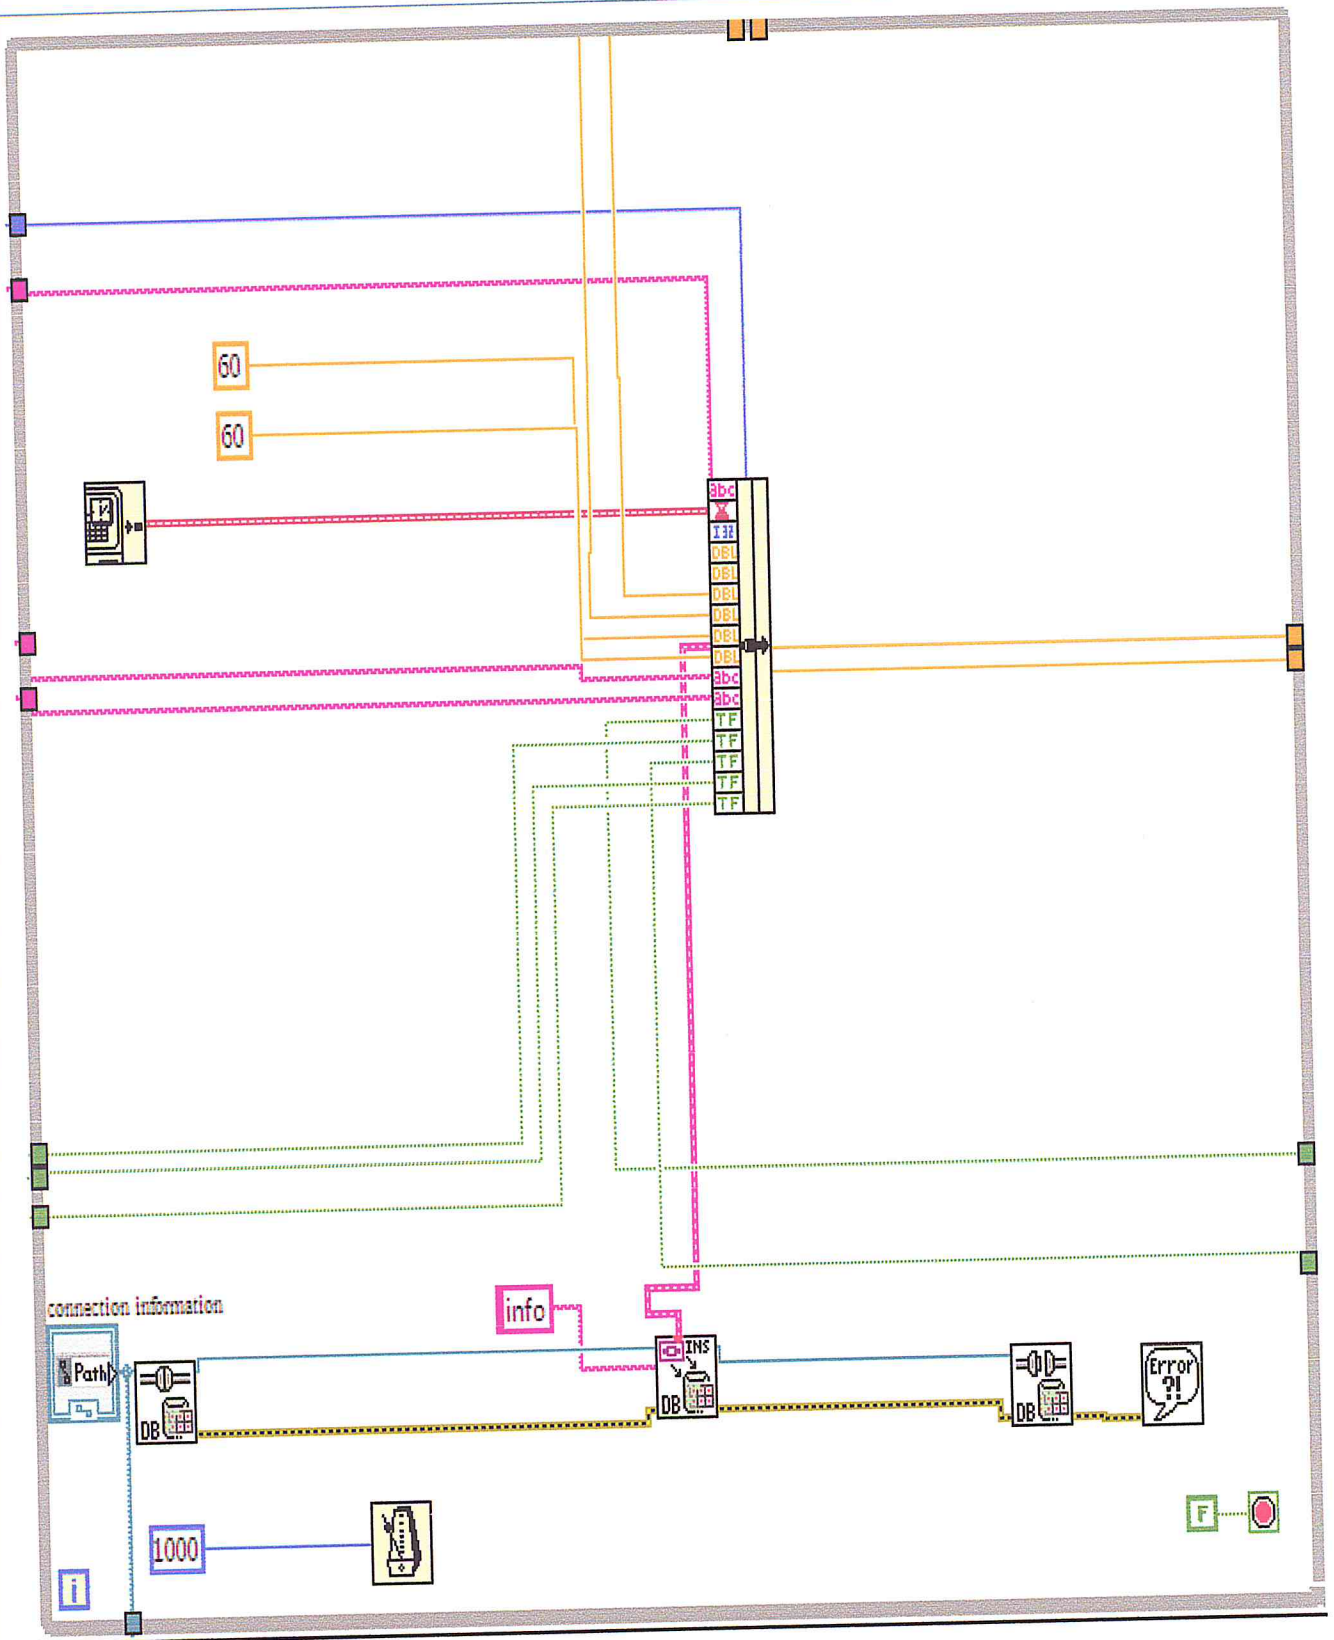 60
60
abc
I32
DBL
DBL
DBL
DBL
DBL
DBL
abc
abc
TF
TF
TF
TF
TF
connection information
info
Path
INS
DB
DB
DB
Error
?!
F
1000
i